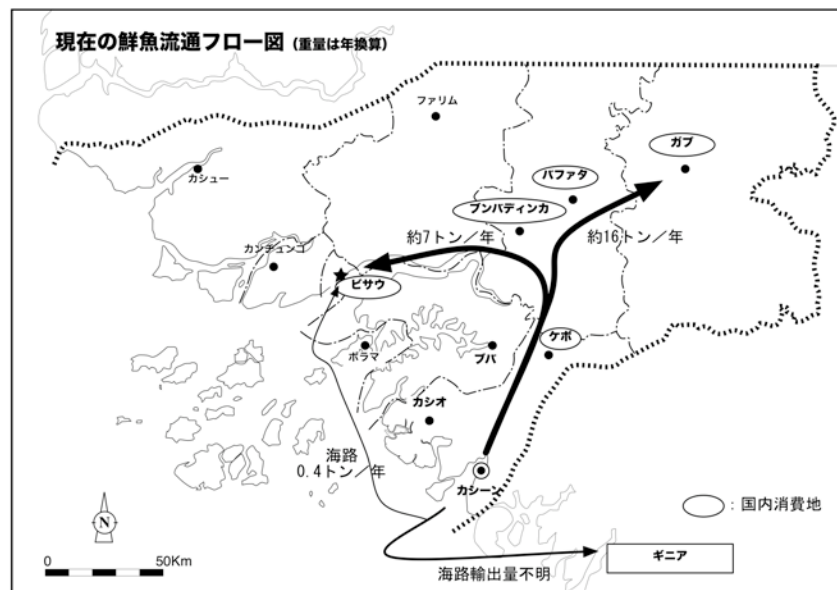 現在の鮮魚流通フロー図 (重量は年換算)
ファリム
ガブ
カシュー
バファタ
ブンバディンカ
約7トン／年
約16トン／年
カンチュンゴ
ビサウ
ケボ
ボラマ
ブバ
カシオ
海路
0.4トン／年
カシーン
：国内消費地
N
0
50Km
ギニア
海路輸出量不明